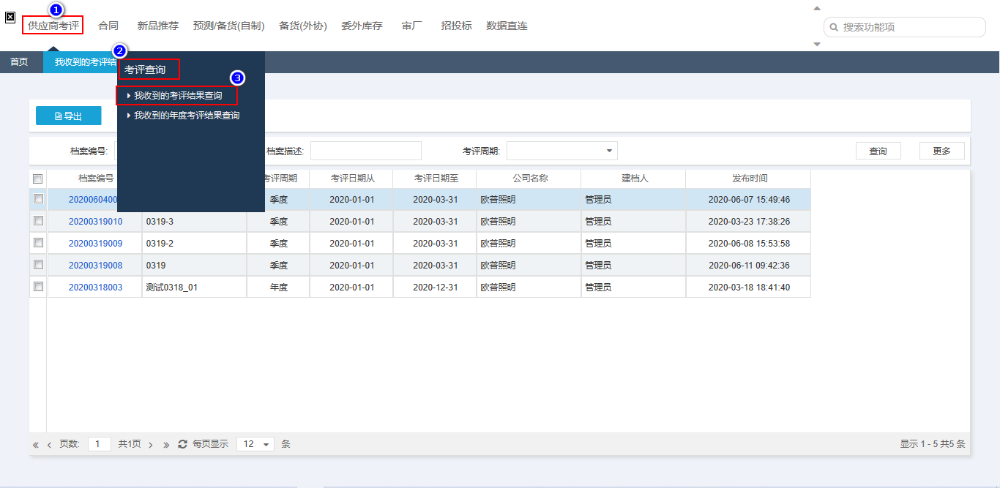 1
供应商考评 合同 新品推荐 预测/备货(自制) 备货(外协) 委外库存 审厂 招投标 数据直连 搜索功能项
2
首页 我收到的考评结
考评查询
3
我收到的考评结果查询
我收到的年度考评结果查询
导出
档案编号: 档案描述: 考评周期: 查询 更多
档案编号 考评周期 考评日期从 考评日期至 公司名称 建档人 发布时间
2020060400 季度 2020-01-01 2020-03-31 欧普照明 管理员 2020-06-07 15:49:46
20200319010 0319-3 季度 2020-01-01 2020-03-31 欧普照明 管理员 2020-03-23 17:38:26
20200319009 0319-2 季度 2020-01-01 2020-03-31 欧普照明 管理员 2020-06-08 15:53:58
20200319008 0319 季度 2020-01-01 2020-03-31 欧普照明 管理员 2020-06-11 09:42:36
20200318003 测试0318_01 年度 2020-01-01 2020-12-31 欧普照明 管理员 2020-03-18 18:41:40
« ‹ 页数: 1 共1页 › » 每页显示 12 条 显示 1 - 5 共5 条